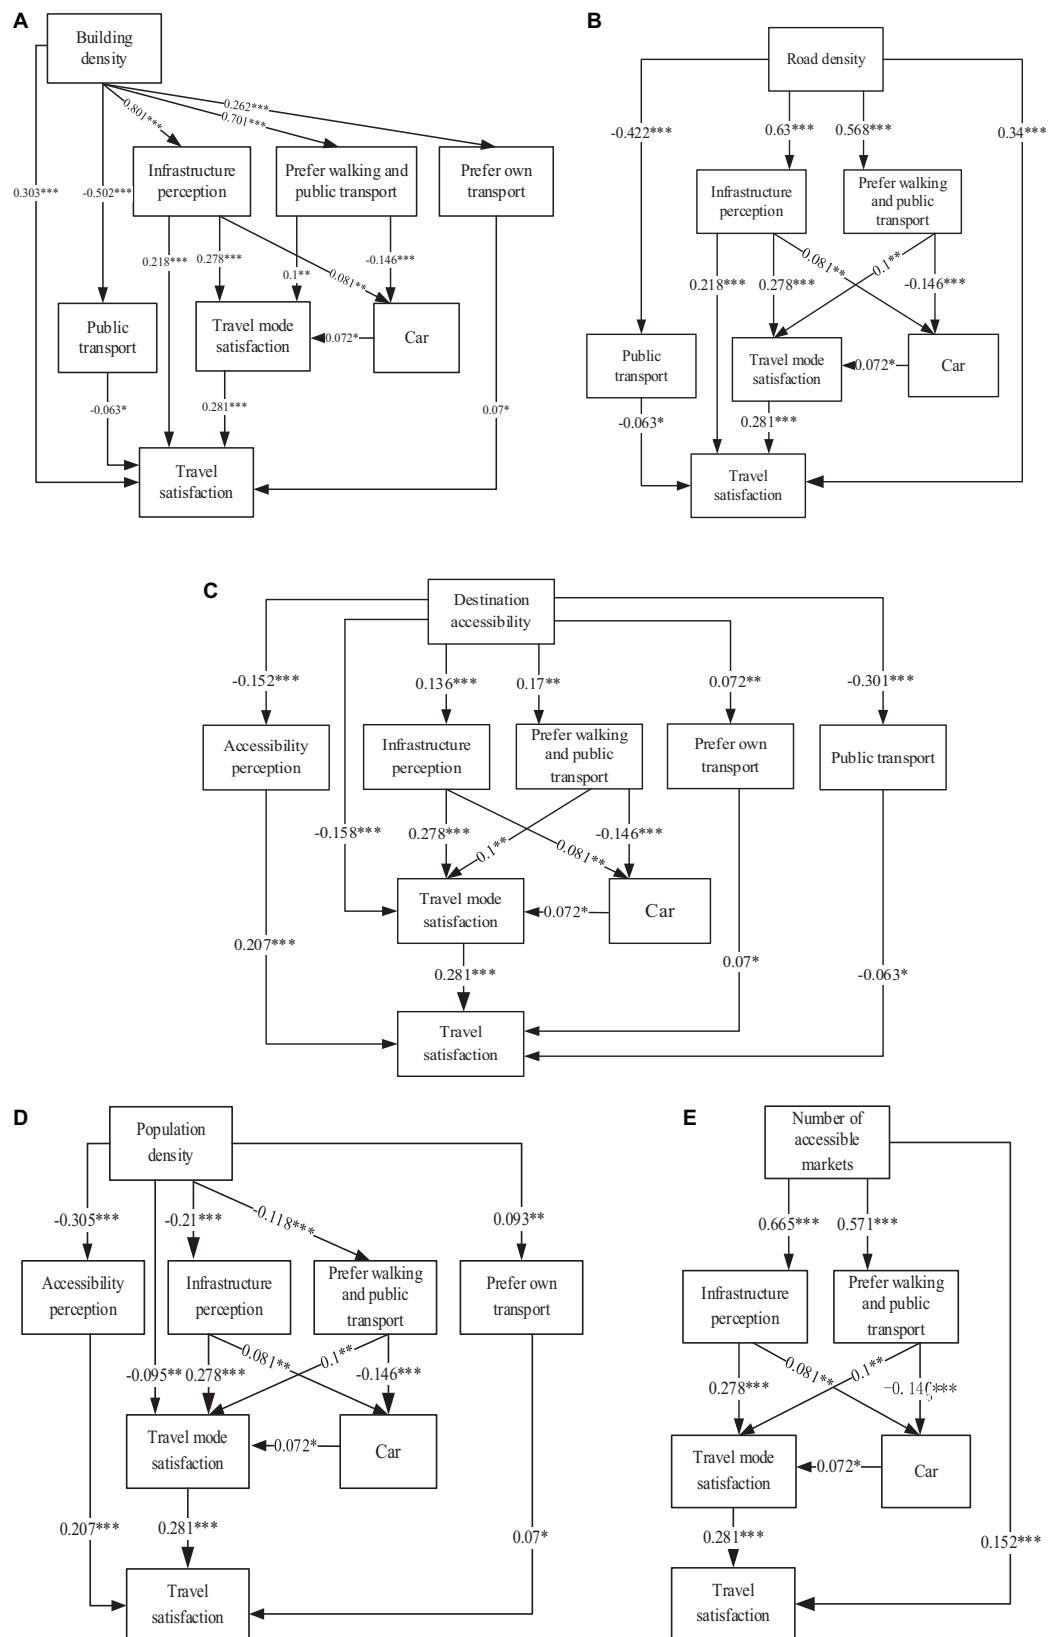 A
Building
density
0.801***
0.701***
0.262***
0.303***
-0.502***
Infrastructure
perception
Prefer walking and
public transport
Prefer own
transport
0.218***
0.278***
0.1**
0.081**
-0.146***
Public
transport
Travel mode
satisfaction
0.072*
Car
-0.063*
0.281***
0.07*
Travel
satisfaction
B
Road density
-0.422***
0.63***
0.568***
0.34***
Infrastructure
perception
Prefer walking
and public
transport
0.218***
0.278***
0.081**
0.1**
-0.146***
Public
transport
Travel mode
satisfaction
0.072*
Car
-0.063*
0.281***
Travel
satisfaction
C
Destination
accessibility
-0.152***
0.136***
0.17**
0.072**
-0.301***
Accessibility
perception
Infrastructure
perception
Prefer walking
and public
transport
Prefer own
transport
Public transport
-0.158***
0.278***
0.1**
0.081**
-0.146***
Travel mode
satisfaction
0.072*
Car
0.207***
0.281***
0.07*
-0.063*
Travel
satisfaction
D
Population
density
-0.305***
-0.21***
-0.118***
0.093**
Accessibility
perception
Infrastructure
perception
Prefer walking
and public
transport
Prefer own
transport
-0.095**
0.278***
0.081**
0.1**
-0.146***
Travel mode
satisfaction
0.072*
Car
0.207***
0.281***
0.07*
Travel
satisfaction
E
Number of
accessible
markets
0.665***
0.571***
Infrastructure
perception
Prefer walking
and public
transport
0.278***
0.081**
0.1**
-0.146***
Travel mode
satisfaction
0.072*
Car
0.281***
0.152***
Travel
satisfaction